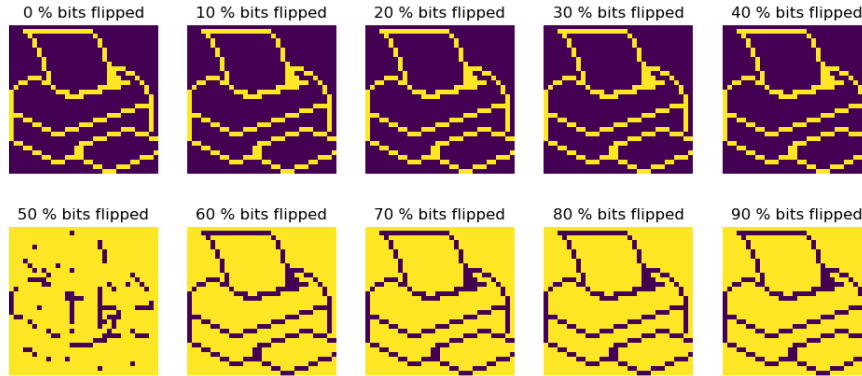 0 % bits flipped
10 % bits flipped
20 % bits flipped
30 % bits flipped
40 % bits flipped
50 % bits flipped
60 % bits flipped
70 % bits flipped
80 % bits flipped
90 % bits flipped